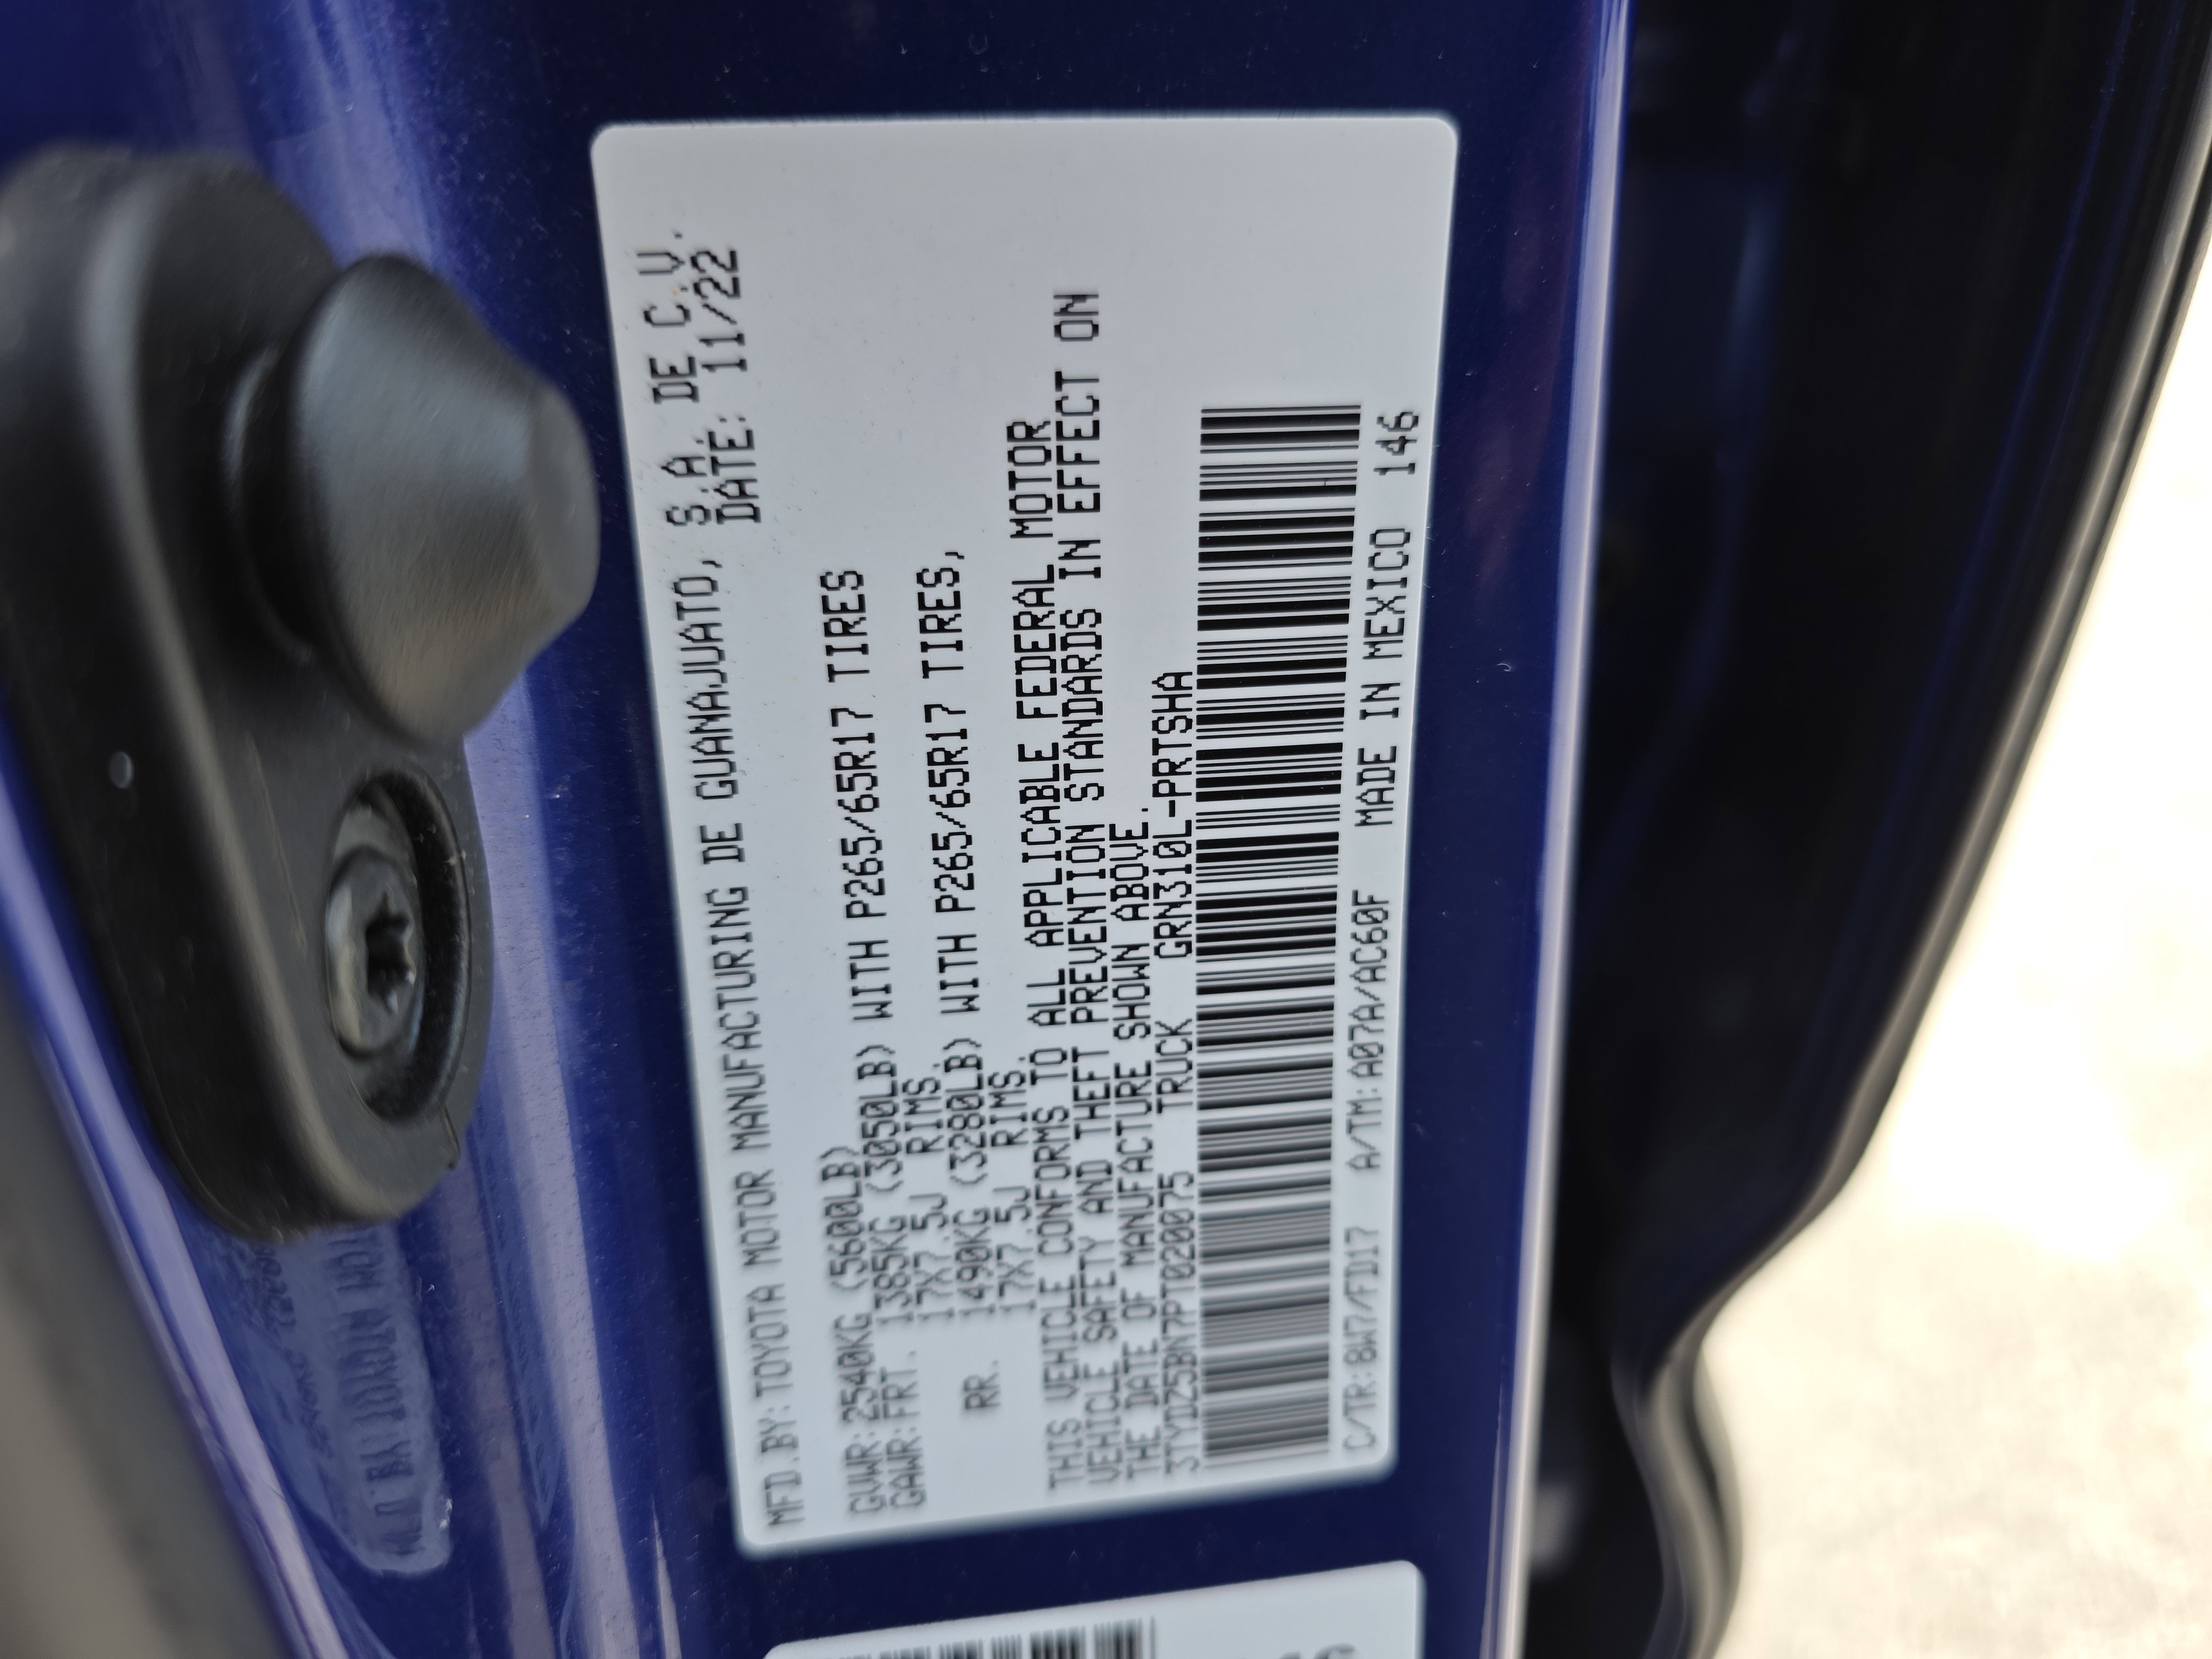 MFD.BY:TOYOTA MOTOR MANUFACTURING DE GUANAJUATO, S.A. DE C.V.
DATE: 11/22
GVWR:2540KG (5600LB)
GAWR:FRT. 1385KG (3050LB) WITH P265/65R17 TIRES
17X7.5J RIMS.
RR. 1490KG (3280LB) WITH P265/65R17 TIRES,
17X7.5J RIMS.
THIS VEHICLE CONFORMS TO ALL APPLICABLE FEDERAL MOTOR
VEHICLE SAFETY AND THEFT PREVENTION STANDARDS IN EFFECT ON
THE DATE OF MANUFACTURE SHOWN ABOVE.
3TYDZ5BN7PT020075 TRUCK GRN310L-PRTSHA
C/TR:8W7/FD17 A/TM:A07A/AC60F MADE IN MEXICO 146